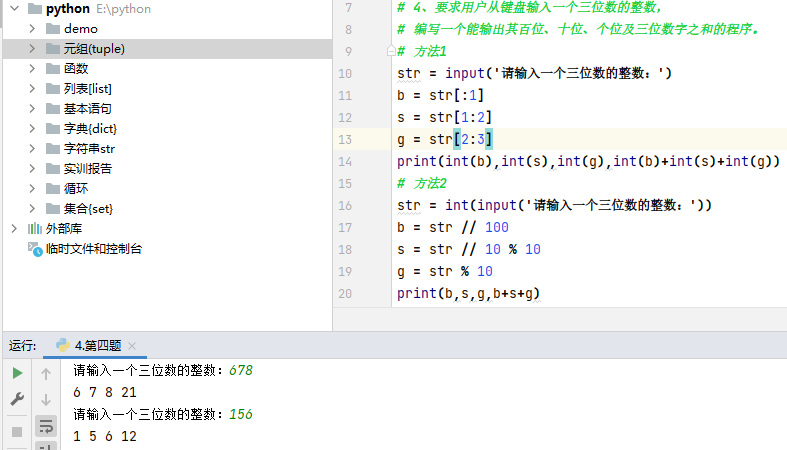 python E:\python
demo
元组(tuple)
函数
列表[list]
基本语句
字典{dict}
字符串str
实训报告
循环
集合{set}
外部库
临时文件和控制台
7 # 4、要求用户从键盘输入一个三位数的整数，
8 # 编写一个能输出其百位、十位、个位及三位数字之和的程序。
9 # 方法1
10 str = input('请输入一个三位数的整数：')
11 b = str[:1]
12 s = str[1:2]
13 g = str[2:3]
14 print(int(b),int(s),int(g),int(b)+int(s)+int(g))
15 # 方法2
16 str = int(input('请输入一个三位数的整数：'))
17 b = str // 100
18 s = str // 10 % 10
19 g = str % 10
20 print(b,s,g,b+s+g)
运行: 4.第四题
请输入一个三位数的整数：678
6 7 8 21
请输入一个三位数的整数：156
1 5 6 12